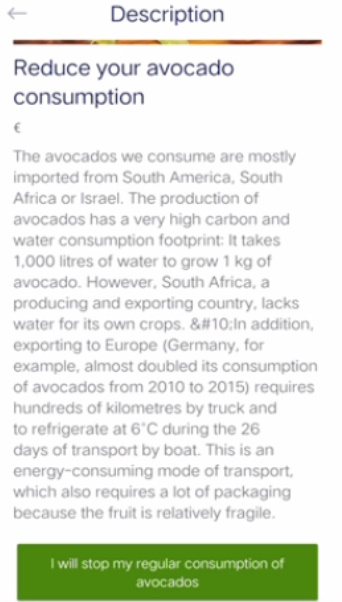 ←
Description
Reduce your avocado
consumption
€
The avocados we consume are mostly
imported from South America, South
Africa or Israel. The production of
avocados has a very high carbon and
water consumption footprint: It takes
1,000 litres of water to grow 1 kg of
avocado. However, South Africa, a
producing and exporting country, lacks
water for its own crops. &#10;In addition,
exporting to Europe (Germany, for
example, almost doubled its consumption
of avocados from 2010 to 2015) requires
hundreds of kilometres by truck and
to refrigerate at 6°C during the 26
days of transport by boat. This is an
energy-consuming mode of transport,
which also requires a lot of packaging
because the fruit is relatively fragile.
I will stop my regular consumption of
avocados